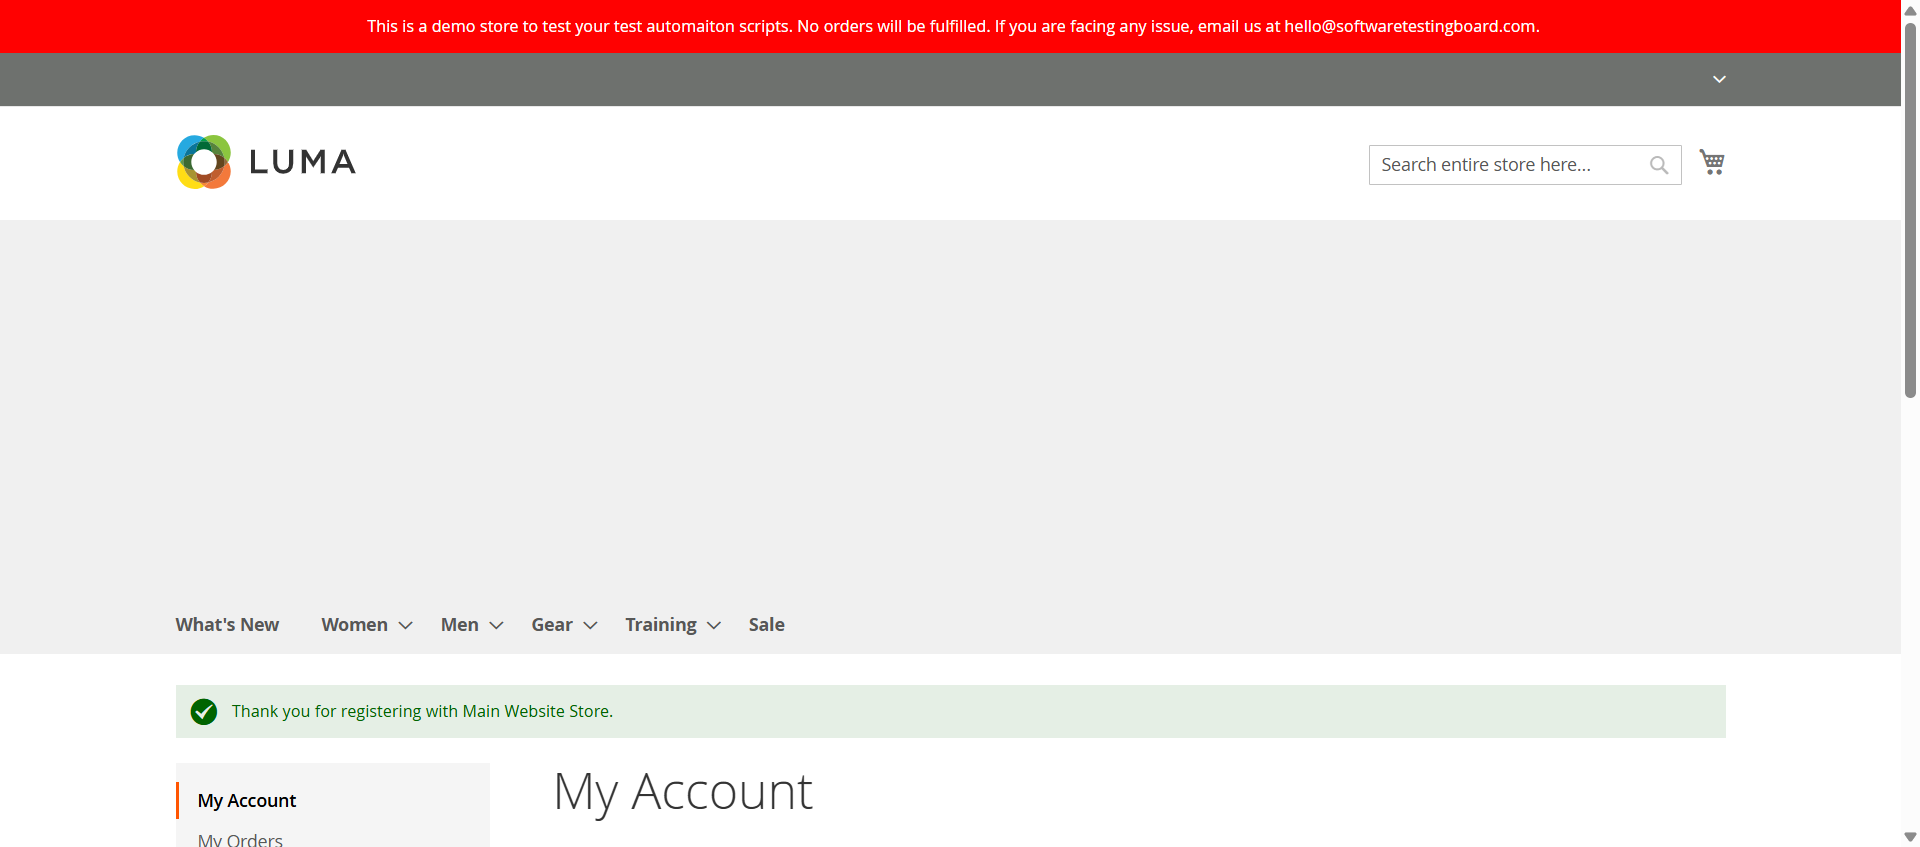 This is a demo store to test your test automaiton scripts. No orders will be fulfilled. If you are facing any issue, email us at hello@softwaretestingboard.com.
LUMA
Search entire store here...
What's New
Women
Men
Gear
Training
Sale
Thank you for registering with Main Website Store.
My Account
My Account
My Orders